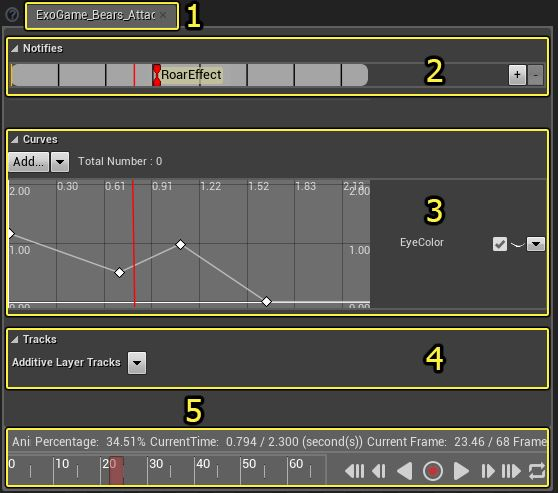 ExoGame_Bears_Attac
1
Notifies
2
RoarEffect
+ -
Curves
Add... Total Number : 0
2.00 0.30 0.61 0.91 1.22 1.52 1.83 2.13 2.00
3
1.00 1.00 EyeColor
0.00 0.00
Tracks
Additive Layer Tracks
4
5
Ani Percentage: 34.51% CurrentTime: 0.794 / 2.300 (second(s)) Current Frame: 23.46 / 68 Frame
0 10 20 30 40 50 60